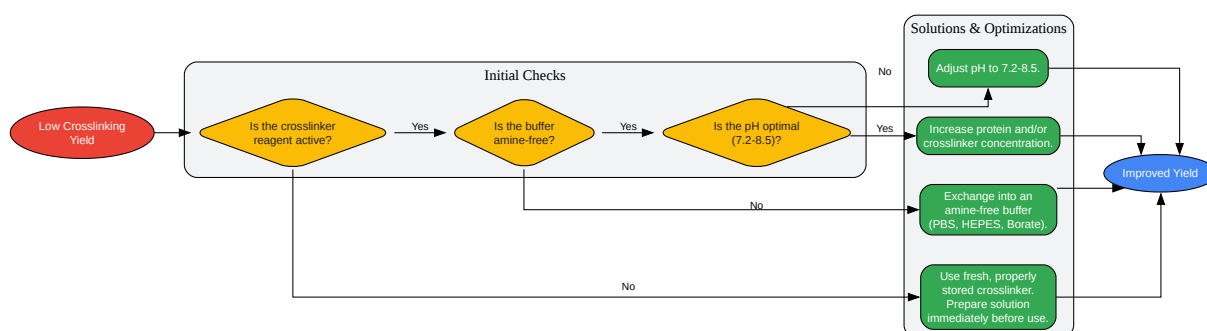 Solutions & Optimizations
Initial Checks
No
Adjust pH to 7.2-8.5.
Low Crosslinking
Yield
Is the crosslinker
reagent active?
Yes
Is the buffer
amine-free?
Yes
Is the pH optimal
(7.2-8.5)?
Yes
Increase protein and/or
crosslinker concentration.
Improved Yield
No
Exchange into an
amine-free buffer
(PBS, HEPES, Borate).
No
Use fresh, properly
stored crosslinker.
Prepare solution
immediately before use.